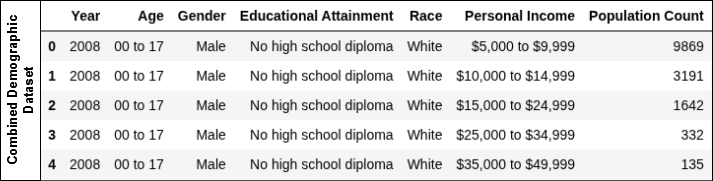 Combined Demographic
Dataset
Year Age Gender Educational Attainment Race Personal Income Population Count
0 2008 00 to 17 Male No high school diploma White $5,000 to $9,999 9869
1 2008 00 to 17 Male No high school diploma White $10,000 to $14,999 3191
2 2008 00 to 17 Male No high school diploma White $15,000 to $24,999 1642
3 2008 00 to 17 Male No high school diploma White $25,000 to $34,999 332
4 2008 00 to 17 Male No high school diploma White $35,000 to $49,999 135